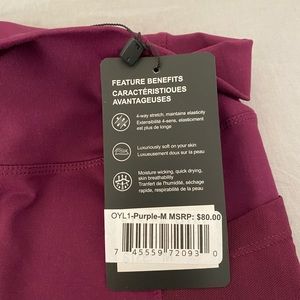 FEATURE BENEFITS
CARACTÉRISTIQUES
AVANTAGEUSES
4-way stretch, maintains elasticity
Extensibilité 4-sens, elasticiment
est plus de longe
Luxuriously soft on your skin
Luxueusement doux sur la peau
Moisture wicking, quick drying,
skin breathability
Tranfert de l'humidité, séchage
rapide, respirabilité de la peau
OYL1-Purple-M MSRP: $80.00
7 45559 72093 0